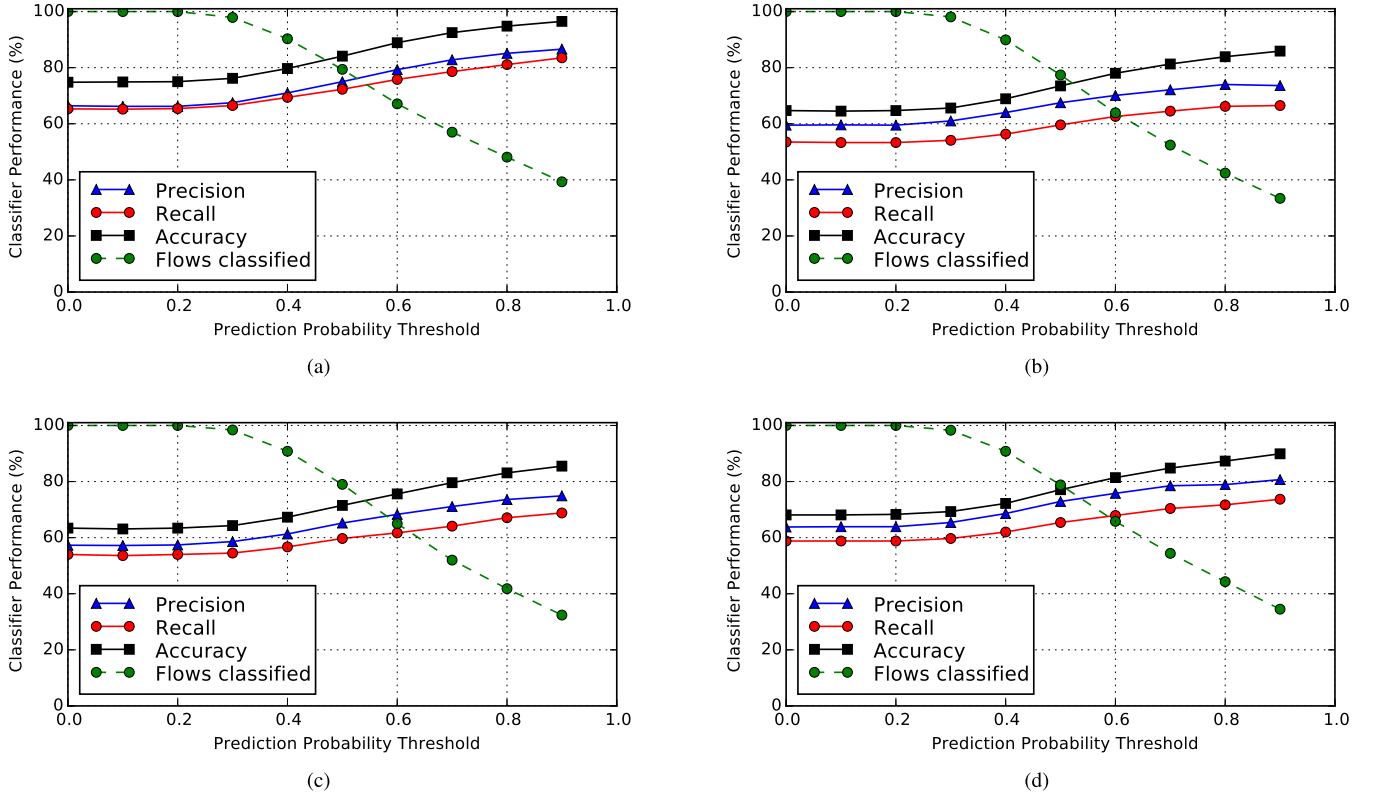 100
80
60
40
20
0
Classifier Performance (%)
Precision
Recall
Accuracy
Flows classified
0.0 0.2 0.4 0.6 0.8 1.0
Prediction Probability Threshold
(a)
100
80
60
40
20
0
Classifier Performance (%)
Precision
Recall
Accuracy
Flows classified
0.0 0.2 0.4 0.6 0.8 1.0
Prediction Probability Threshold
(b)
100
80
60
40
20
0
Classifier Performance (%)
Precision
Recall
Accuracy
Flows classified
0.0 0.2 0.4 0.6 0.8 1.0
Prediction Probability Threshold
(c)
100
80
60
40
20
0
Classifier Performance (%)
Precision
Recall
Accuracy
Flows classified
0.0 0.2 0.4 0.6 0.8 1.0
Prediction Probability Threshold
(d)